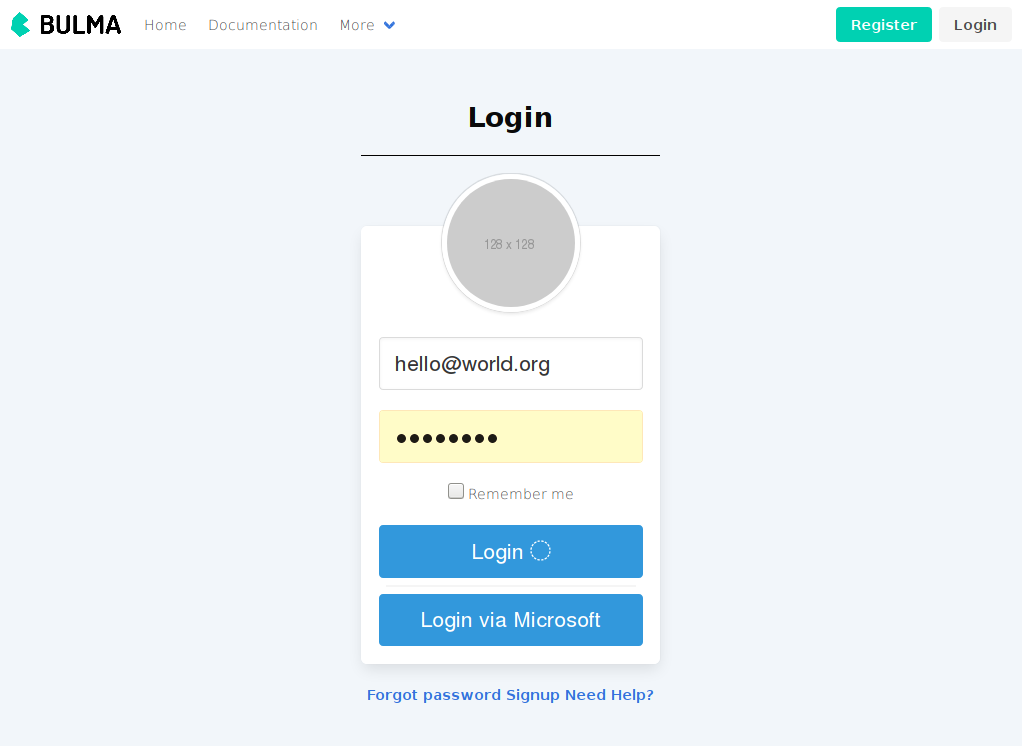 BULMA Home Documentation More Register Login
Login
128 x 128
hello@world.org
••••••••
Remember me
Login
Login via Microsoft
Forgot password Signup Need Help?